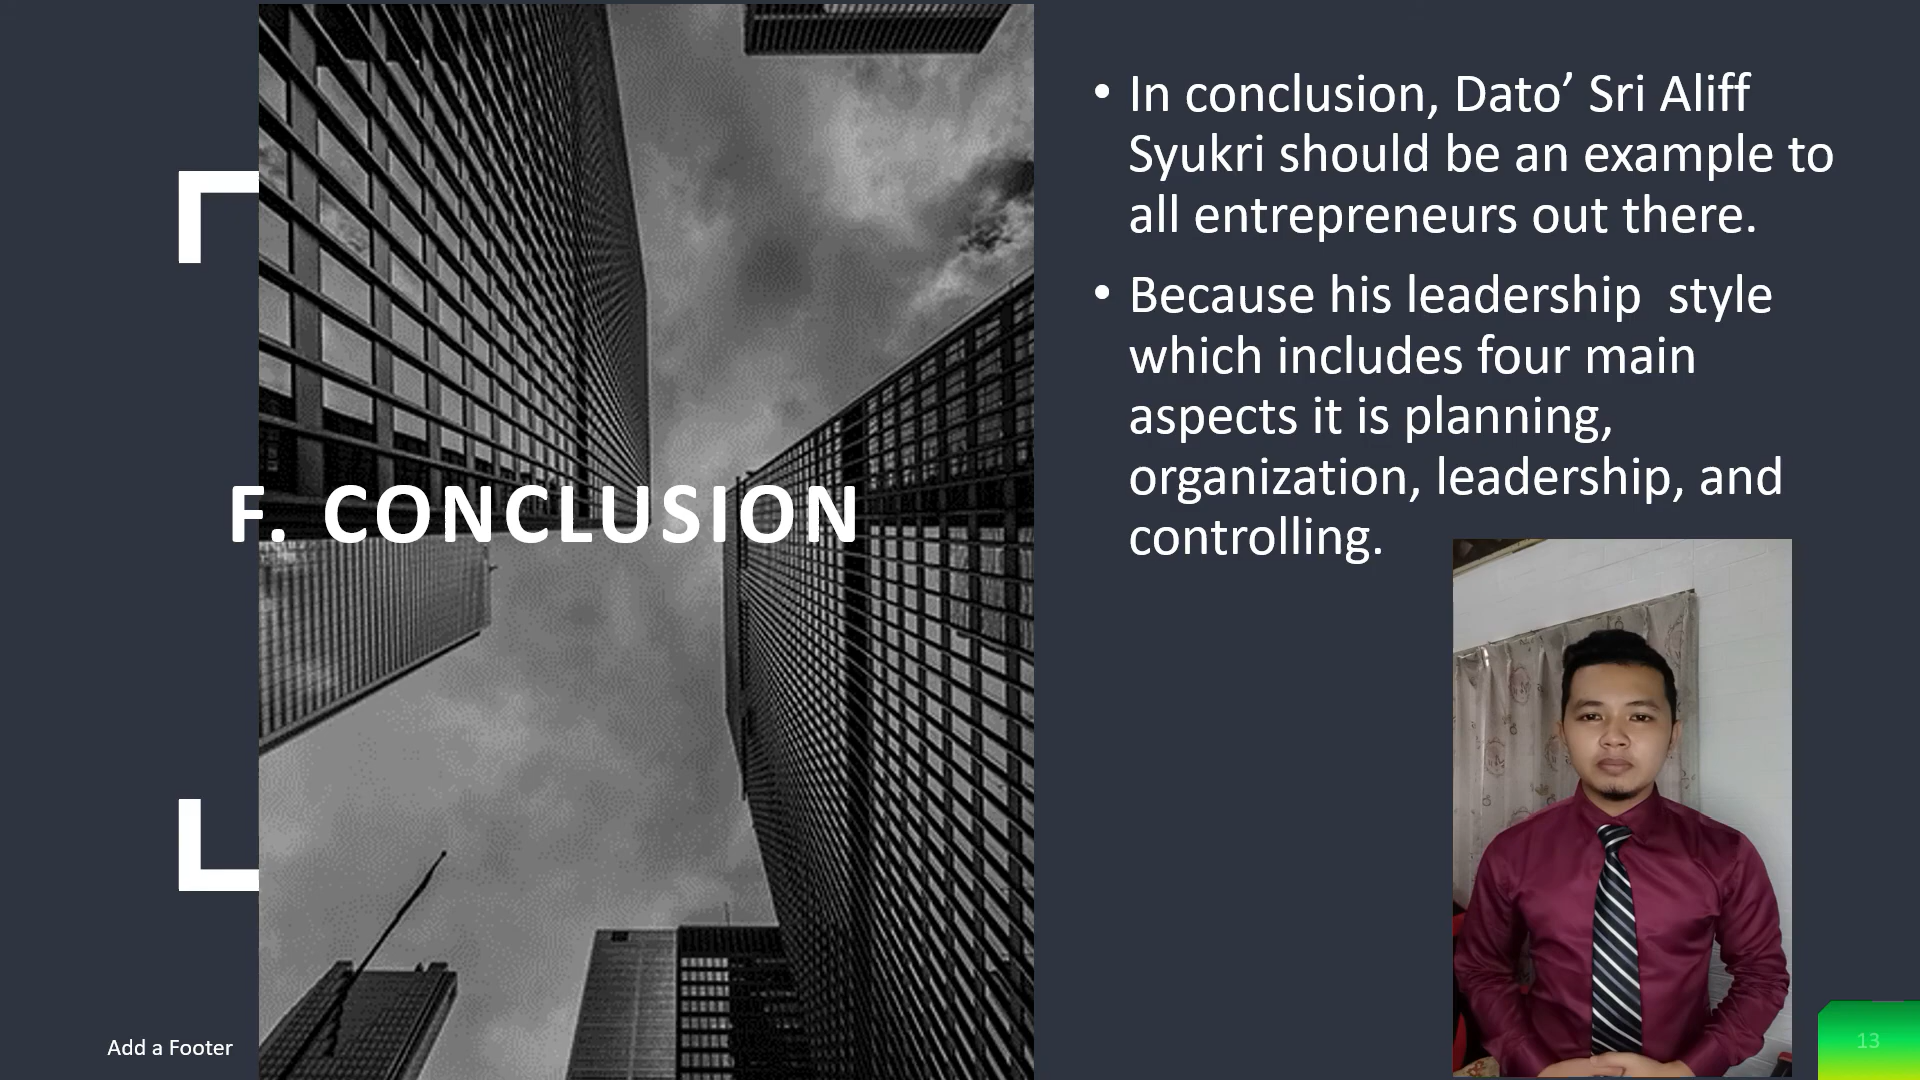 F. CONCLUSION
• In conclusion, Dato’ Sri Aliff
Syukri should be an example to
all entrepreneurs out there.
• Because his leadership  style
which includes four main
aspects it is planning,
organization, leadership, and
controlling.
Add a Footer
13